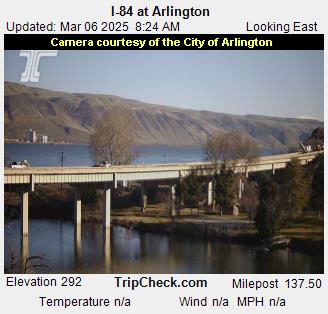 I-84 at Arlington
Updated: Mar 06 2025 8:24 AM Looking East
Camera courtesy of the City of Arlington
Elevation 292 TripCheck.com Milepost 137.50
Temperature n/a Wind n/a MPH n/a